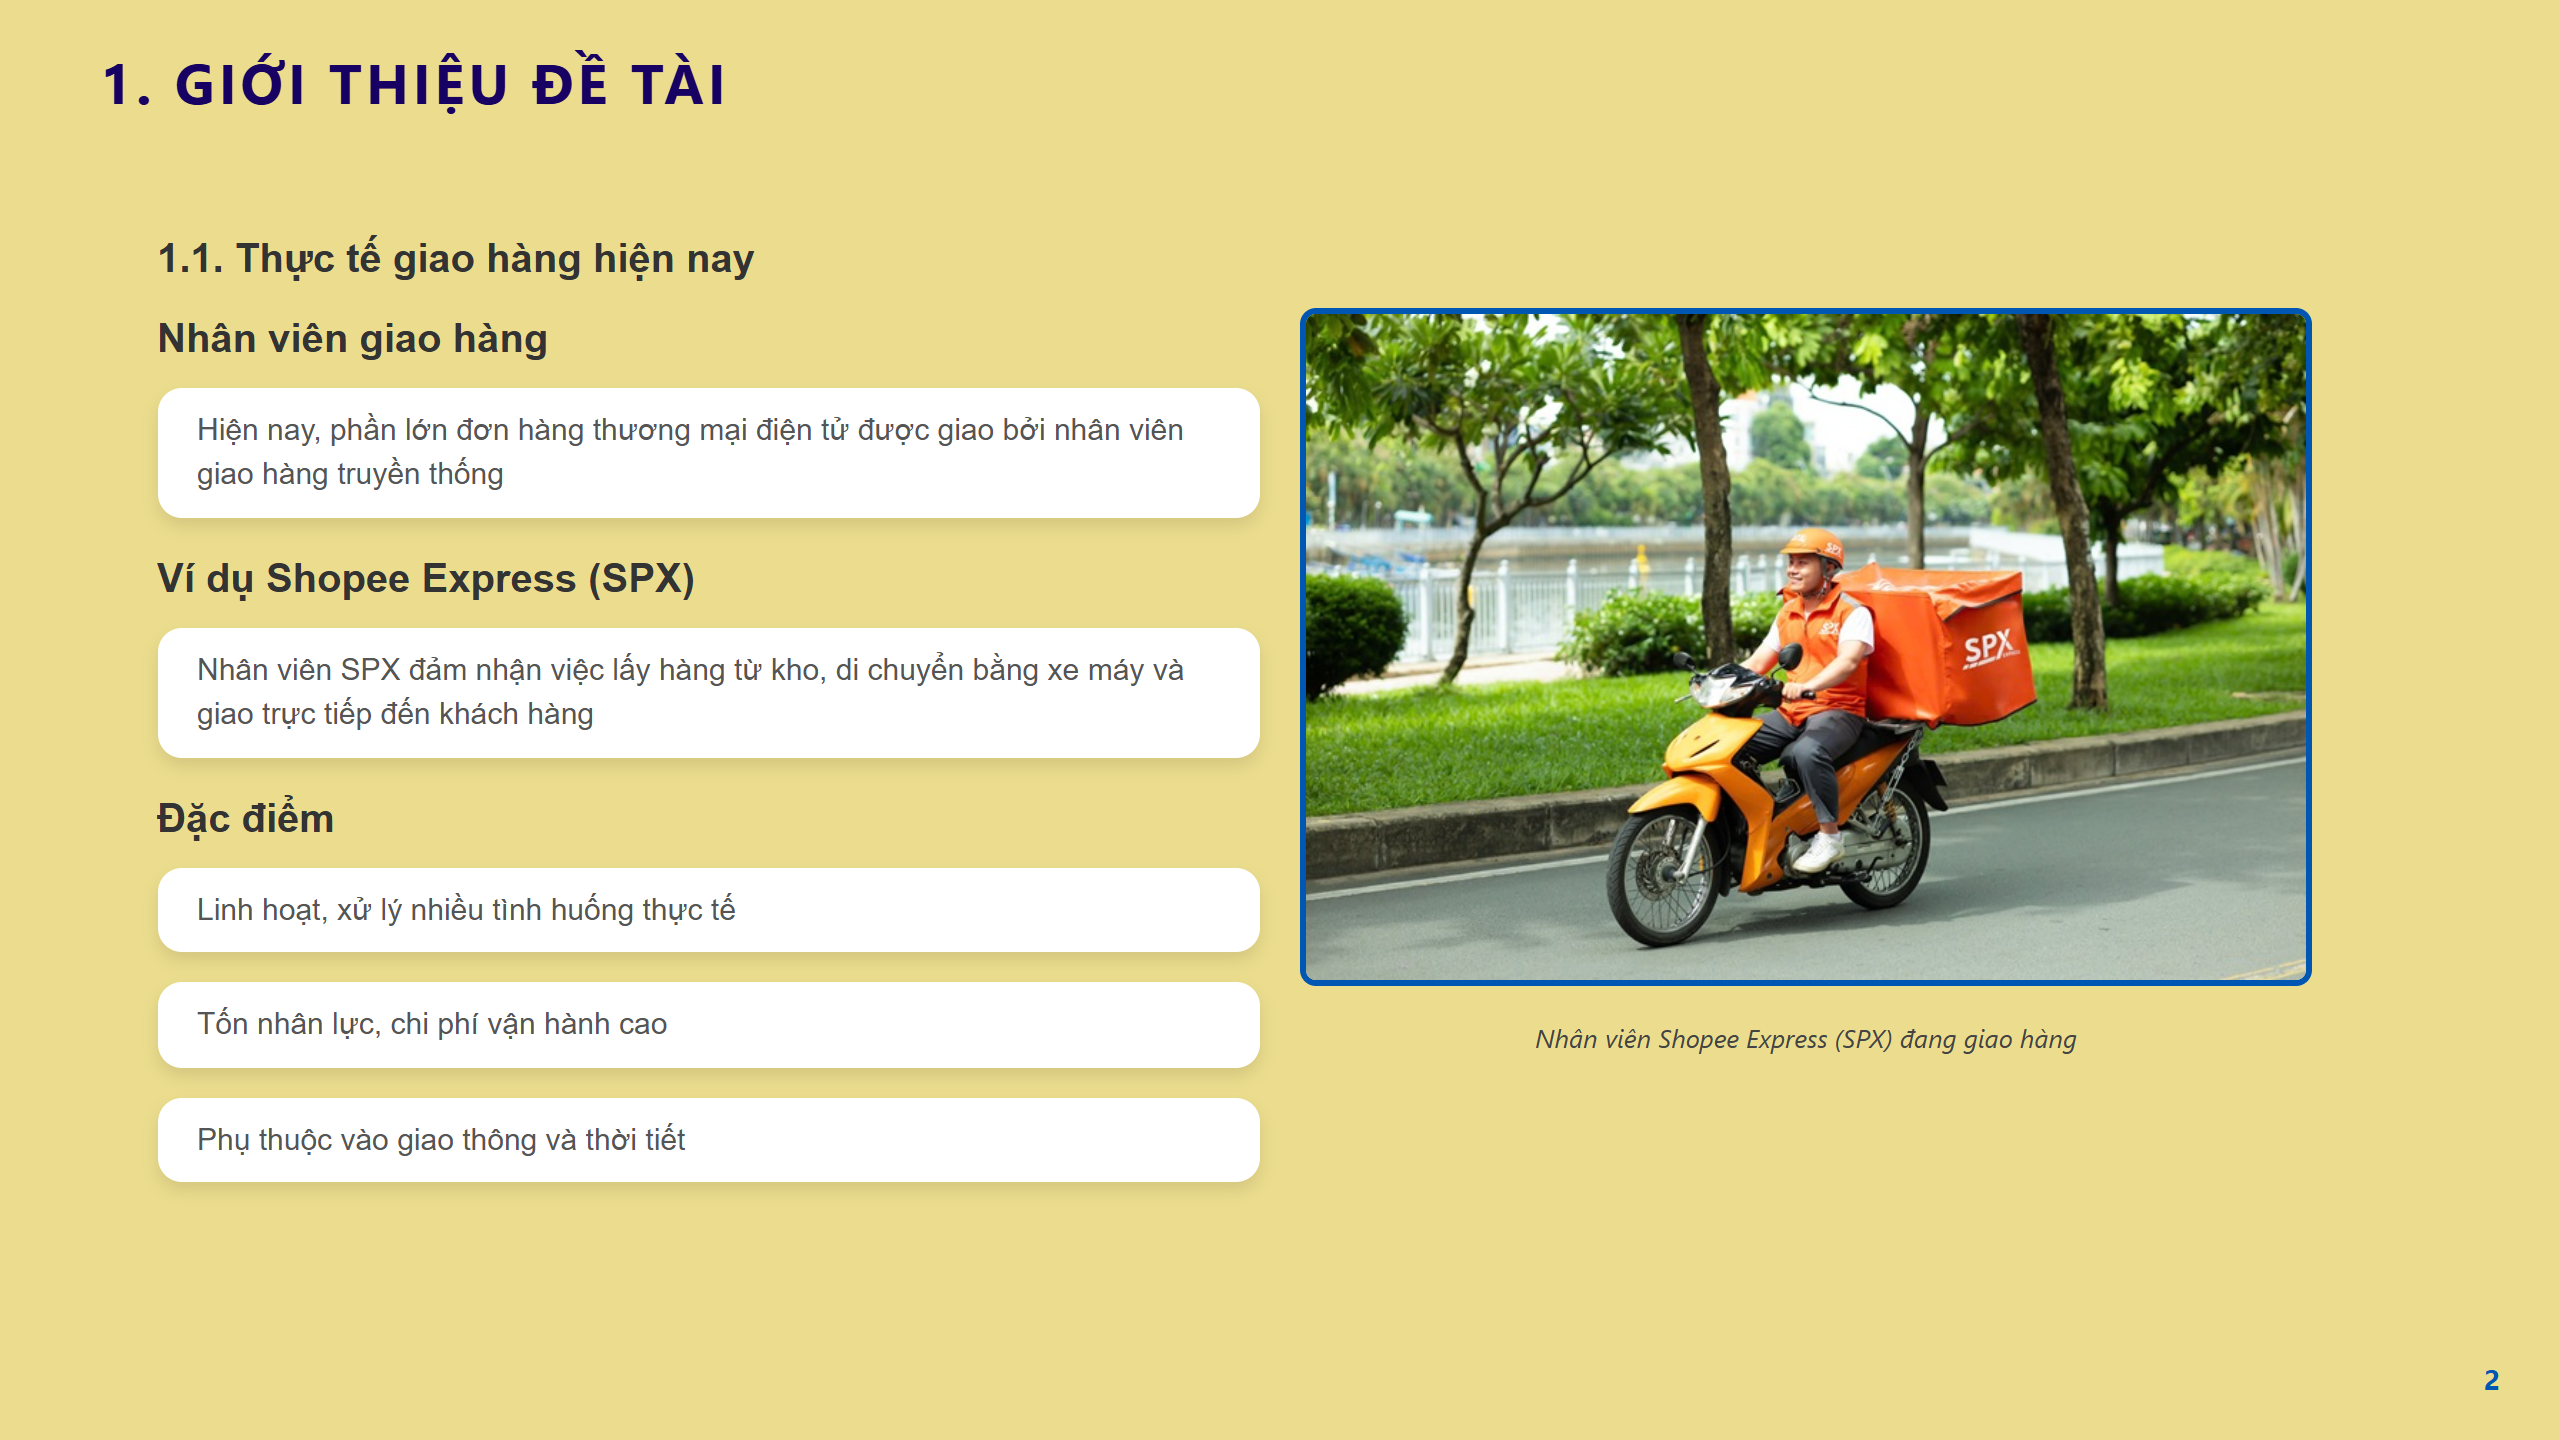 1. GIỚI THIỆU ĐỀ TÀI
1.1. Thực tế giao hàng hiện nay
Nhân viên giao hàng
Hiện nay, phần lớn đơn hàng thương mại điện tử được giao bởi nhân viên
giao hàng truyền thống
Ví dụ Shopee Express (SPX)
Nhân viên SPX đảm nhận việc lấy hàng từ kho, di chuyển bằng xe máy và
giao trực tiếp đến khách hàng
Đặc điểm
Linh hoạt, xử lý nhiều tình huống thực tế
Tốn nhân lực, chi phí vận hành cao
Phụ thuộc vào giao thông và thời tiết
SPX
SPX
SPX
EXPRESS
Nhân viên Shopee Express (SPX) đang giao hàng
2